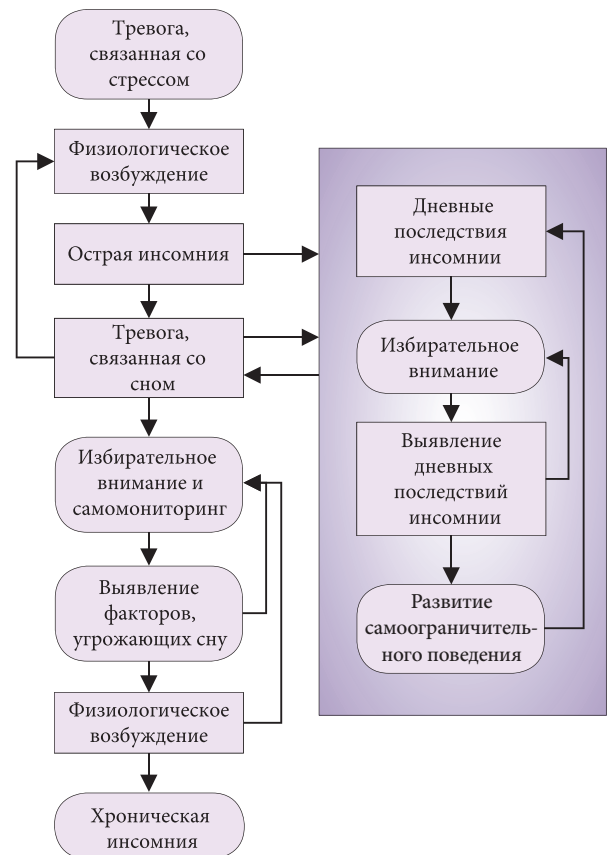 Тревога,
связанная со
стрессом
Физиологическое
возбуждение
Острая инсомния
Тревога,
связанная со
сном
Избирательное
внимание и
самомониторинг
Выявление
факторов,
угрожающих сну
Физиологическое
возбуждение
Хроническая
инсомния
Дневные
последствия
инсомнии
Избирательное
внимание
Выявление
дневных
последствий
инсомнии
Развитие
самоограничитель-
ного поведения